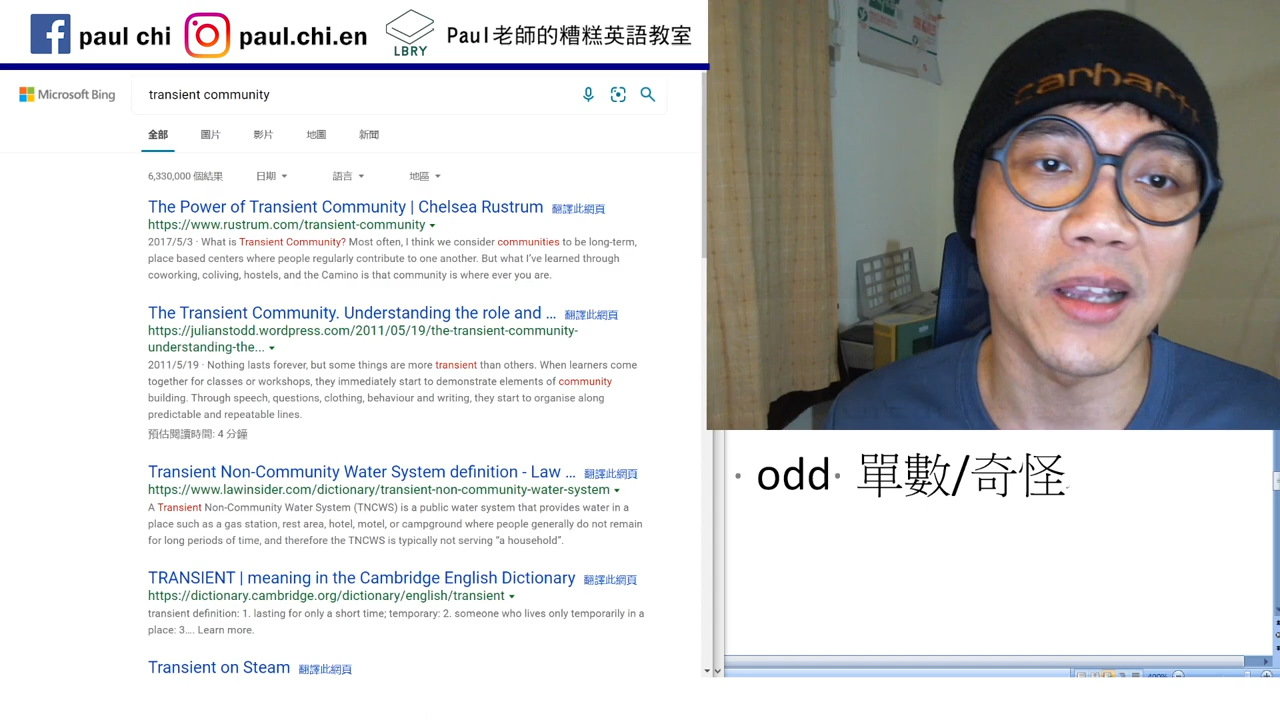 paul chi
paul.chi.en
LBRY
Paul老師的糟糕英語教室
Microsoft Bing
transient community
全部 圖片 影片 地圖 新聞
6,330,000 個結果 日期 語言 地區
The Power of Transient Community | Chelsea Rustrum 翻譯此網頁
https://www.rustrum.com/transient-community
2017/5/3 · What is Transient Community? Most often, I think we consider communities to be long-term,
place based centers where people regularly contribute to one another. But what I've learned through
coworking, coliving, hostels, and the Camino is that community is where ever you are.
The Transient Community. Understanding the role and ... 翻譯此網頁
https://julianstodd.wordpress.com/2011/05/19/the-transient-community-
understanding-the...
2011/5/19 · Nothing lasts forever, but some things are more transient than others. When learners come
together for classes or workshops, they immediately start to demonstrate elements of community
building. Through speech, questions, clothing, behaviour and writing, they start to organise along
predictable and repeatable lines.
預估閱讀時間: 4 分鐘
Transient Non-Community Water System definition - Law ... 翻譯此網頁
https://www.lawinsider.com/dictionary/transient-non-community-water-system
A Transient Non-Community Water System (TNCWS) is a public water system that provides water in a
place such as a gas station, rest area, hotel, motel, or campground where people generally do not remain
for long periods of time, and therefore the TNCWS is typically not serving “a household”.
TRANSIENT | meaning in the Cambridge English Dictionary 翻譯此網頁
https://dictionary.cambridge.org/dictionary/english/transient
transient definition: 1. lasting for only a short time; temporary: 2. someone who lives only temporarily in a
place: 3.... Learn more.
Transient on Steam 翻譯此網頁
carhartt
• odd 單數/奇怪